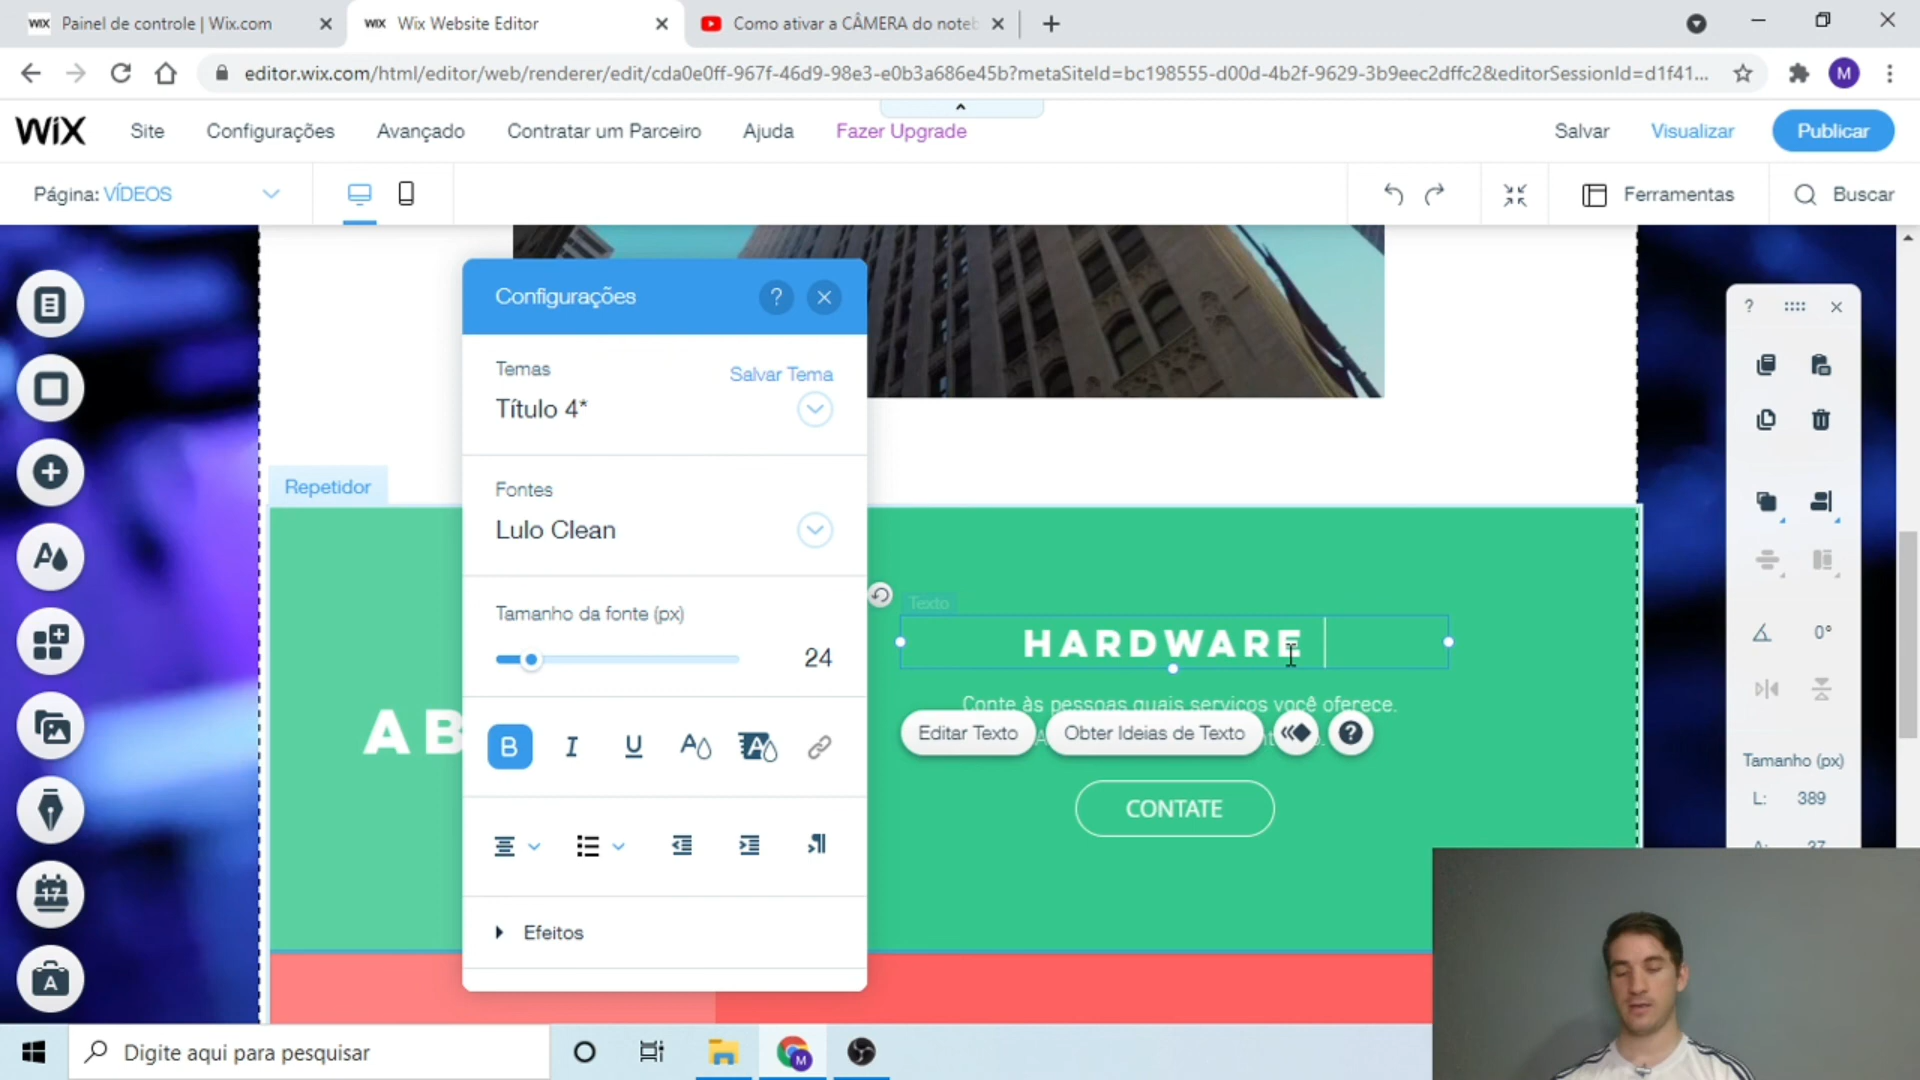 WIX Painel de controle | Wix.com
WIX Wix Website Editor
Como ativar a CÂMERA do noteb
editor.wix.com/html/editor/web/renderer/edit/cda0e0ff-967f-46d9-98e3-e0b3a686e45b?metaSiteId=bc198555-d00d-4b2f-9629-3b9eec2dffc2&editorSessionId=d1f41...
M
WiX Site Configurações Avançado Contratar um Parceiro Ajuda Fazer Upgrade Salvar Visualizar Publicar
Página: VÍDEOS
Ferramentas
Buscar
Configurações
?
Temas
Salvar Tema
Título 4*
Fontes
Lulo Clean
Tamanho da fonte (px)
24
B I U A A
Efeitos
Repetidor
AB
Texto
HARDWARE
Conte às pessoas quais serviços você oferece.
Editar Texto
Obter Ideias de Texto
?
CONTATE
?
0°
Tamanho (px)
L: 389
17
A
A
Digite aqui para pesquisar
M